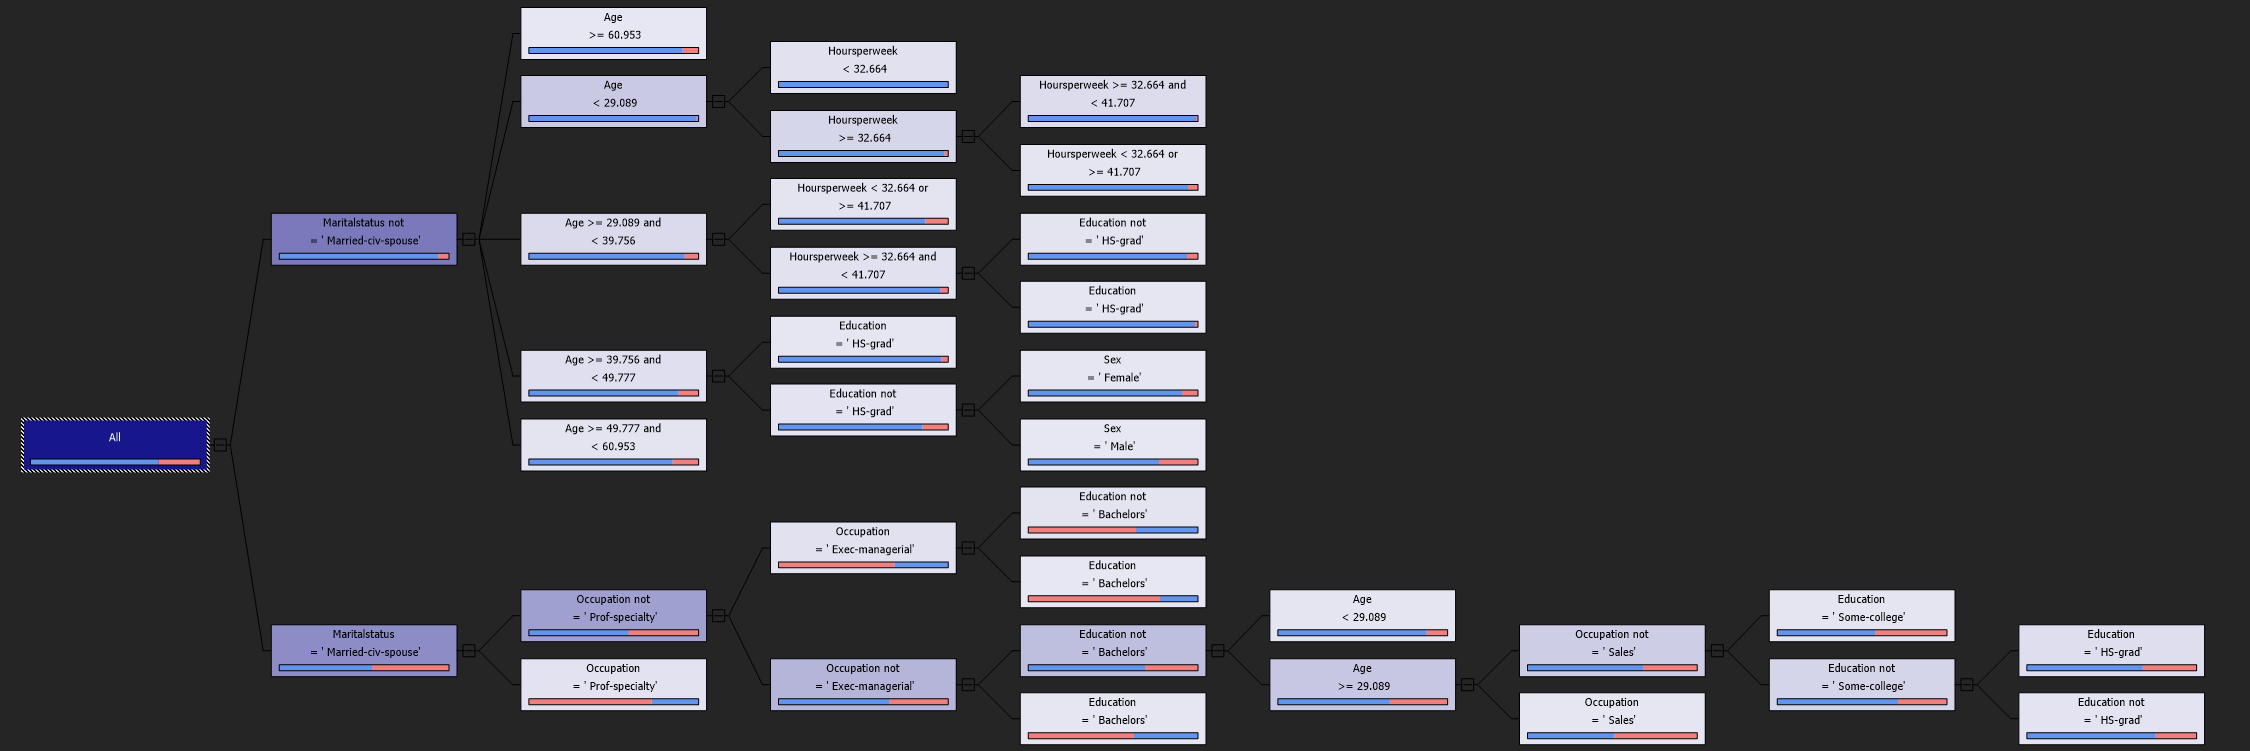 All
Maritalstatus not
= ' Married-civ-spouse'
Maritalstatus
= ' Married-civ-spouse'
Age
>= 60.953
Age
< 29.089
Age >= 29.089 and
< 39.756
Age >= 39.756 and
< 49.777
Age >= 49.777 and
< 60.953
Occupation not
= ' Prof-specialty'
Occupation
= ' Prof-specialty'
Hoursperweek
< 32.664
Hoursperweek
>= 32.664
Hoursperweek < 32.664 or
>= 41.707
Hoursperweek >= 32.664 and
< 41.707
Education
= ' HS-grad'
Education not
= ' HS-grad'
Occupation
= ' Exec-managerial'
Occupation not
= ' Exec-managerial'
Hoursperweek >= 32.664 and
< 41.707
Hoursperweek < 32.664 or
>= 41.707
Education not
= ' HS-grad'
Education
= ' HS-grad'
Sex
= ' Female'
Sex
= ' Male'
Education not
= ' Bachelors'
Education
= ' Bachelors'
Education not
= ' Bachelors'
Education
= ' Bachelors'
Age
< 29.089
Age
>= 29.089
Occupation not
= ' Sales'
Occupation
= ' Sales'
Education
= ' Some-college'
Education not
= ' Some-college'
Education
= ' HS-grad'
Education not
= ' HS-grad'